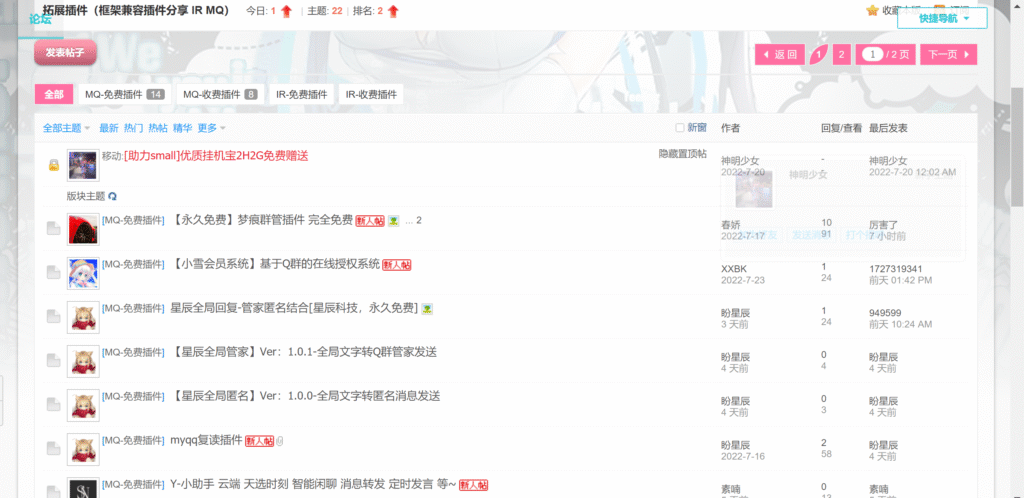 拓展插件（框架兼容插件分享 IR MQ） 今日: 1 | 主题: 22 | 排名: 2
收藏
论坛
快捷导航
发表帖子
返 回 1 2 1 / 2 页 下一页
全部 MQ-免费插件 14 MQ-收费插件 8 IR-免费插件 IR-收费插件
全部主题 最新 热门 热帖 精华 更多 新窗 作者 回复/查看 最后发表
移动: [助力small]优质挂机宝2H2G免费赠送 隐藏置顶帖 神明少女 - 神明少女
2022-7-20 2022-7-20 12:02 AM
神明少女
版块主题
[MQ-免费插件] 【永久免费】梦痕群管插件 完全免费 新人帖 ... 2 春娇 10 厉害了
2022-7-17 91 7 小时前
[MQ-免费插件] 【小雪会员系统】基于Q群的在线授权系统 新人帖 XXBK 1 1727319341
2022-7-23 24 前天 01:42 PM
[MQ-免费插件] 星辰全局回复-管家匿名结合[星辰科技，永久免费] 盼星辰 1 949599
3 天前 24 前天 10:24 AM
[MQ-免费插件] 【星辰全局管家】Ver：1.0.1-全局文字转Q群管家发送 盼星辰 0 盼星辰
4 天前 4 4 天前
[MQ-免费插件] 【星辰全局匿名】Ver：1.0.0-全局文字转匿名消息发送 盼星辰 0 盼星辰
4 天前 3 4 天前
[MQ-免费插件] myqq复读插件 新人帖 盼星辰 2 盼星辰
2022-7-16 58 4 天前
[MQ-免费插件] Y-小助手 云端 天选时刻 智能闲聊 消息转发 定时发言 等~ 新人帖 素喃 0 素喃